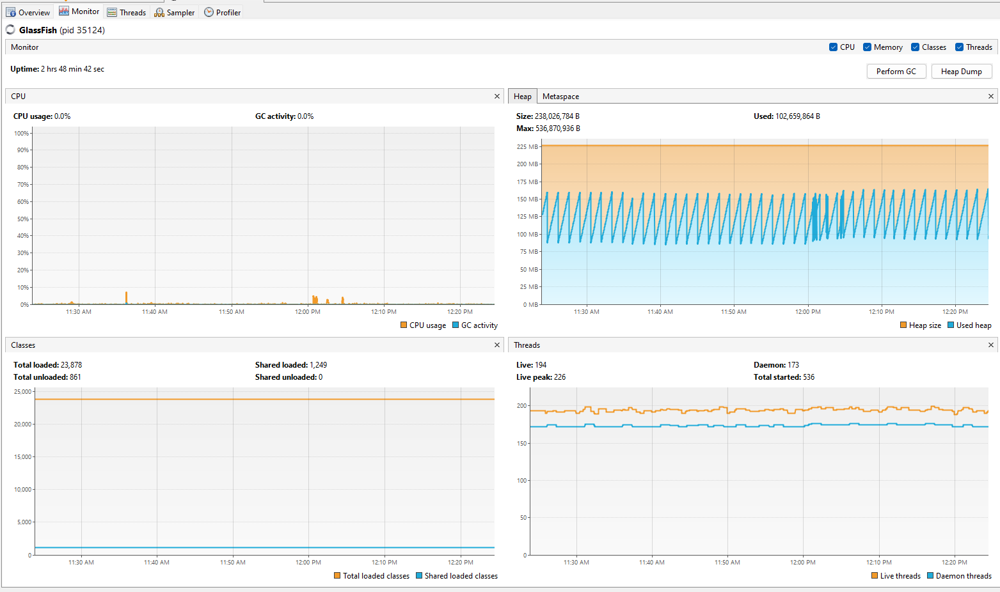 Overview Monitor Threads Sampler Profiler
GlassFish (pid 35124)
Monitor CPU Memory Classes Threads
Uptime: 2 hrs 48 min 42 sec
Perform GC Heap Dump
CPU
CPU usage: 0.0% GC activity: 0.0%
100%
90%
80%
70%
60%
50%
40%
30%
20%
10%
0%
11:30 AM 11:40 AM 11:50 AM 12:00 PM 12:10 PM 12:20 PM
CPU usage GC activity
Heap Metaspace
Size: 238,026,784 B Used: 102,659,864 B
Max: 536,870,936 B
225 MB
200 MB
175 MB
150 MB
125 MB
100 MB
75 MB
50 MB
25 MB
0 MB
11:30 AM 11:40 AM 11:50 AM 12:00 PM 12:10 PM 12:20 PM
Heap size Used heap
Classes
Total loaded: 23,878 Shared loaded: 1,249
Total unloaded: 861 Shared unloaded: 0
25,000
20,000
15,000
10,000
5,000
0
11:30 AM 11:40 AM 11:50 AM 12:00 PM 12:10 PM 12:20 PM
Total loaded classes Shared loaded classes
Threads
Live: 194 Daemon: 173
Live peak: 226 Total started: 536
200
150
100
50
0
11:30 AM 11:40 AM 11:50 AM 12:00 PM 12:10 PM 12:20 PM
Live threads Daemon threads